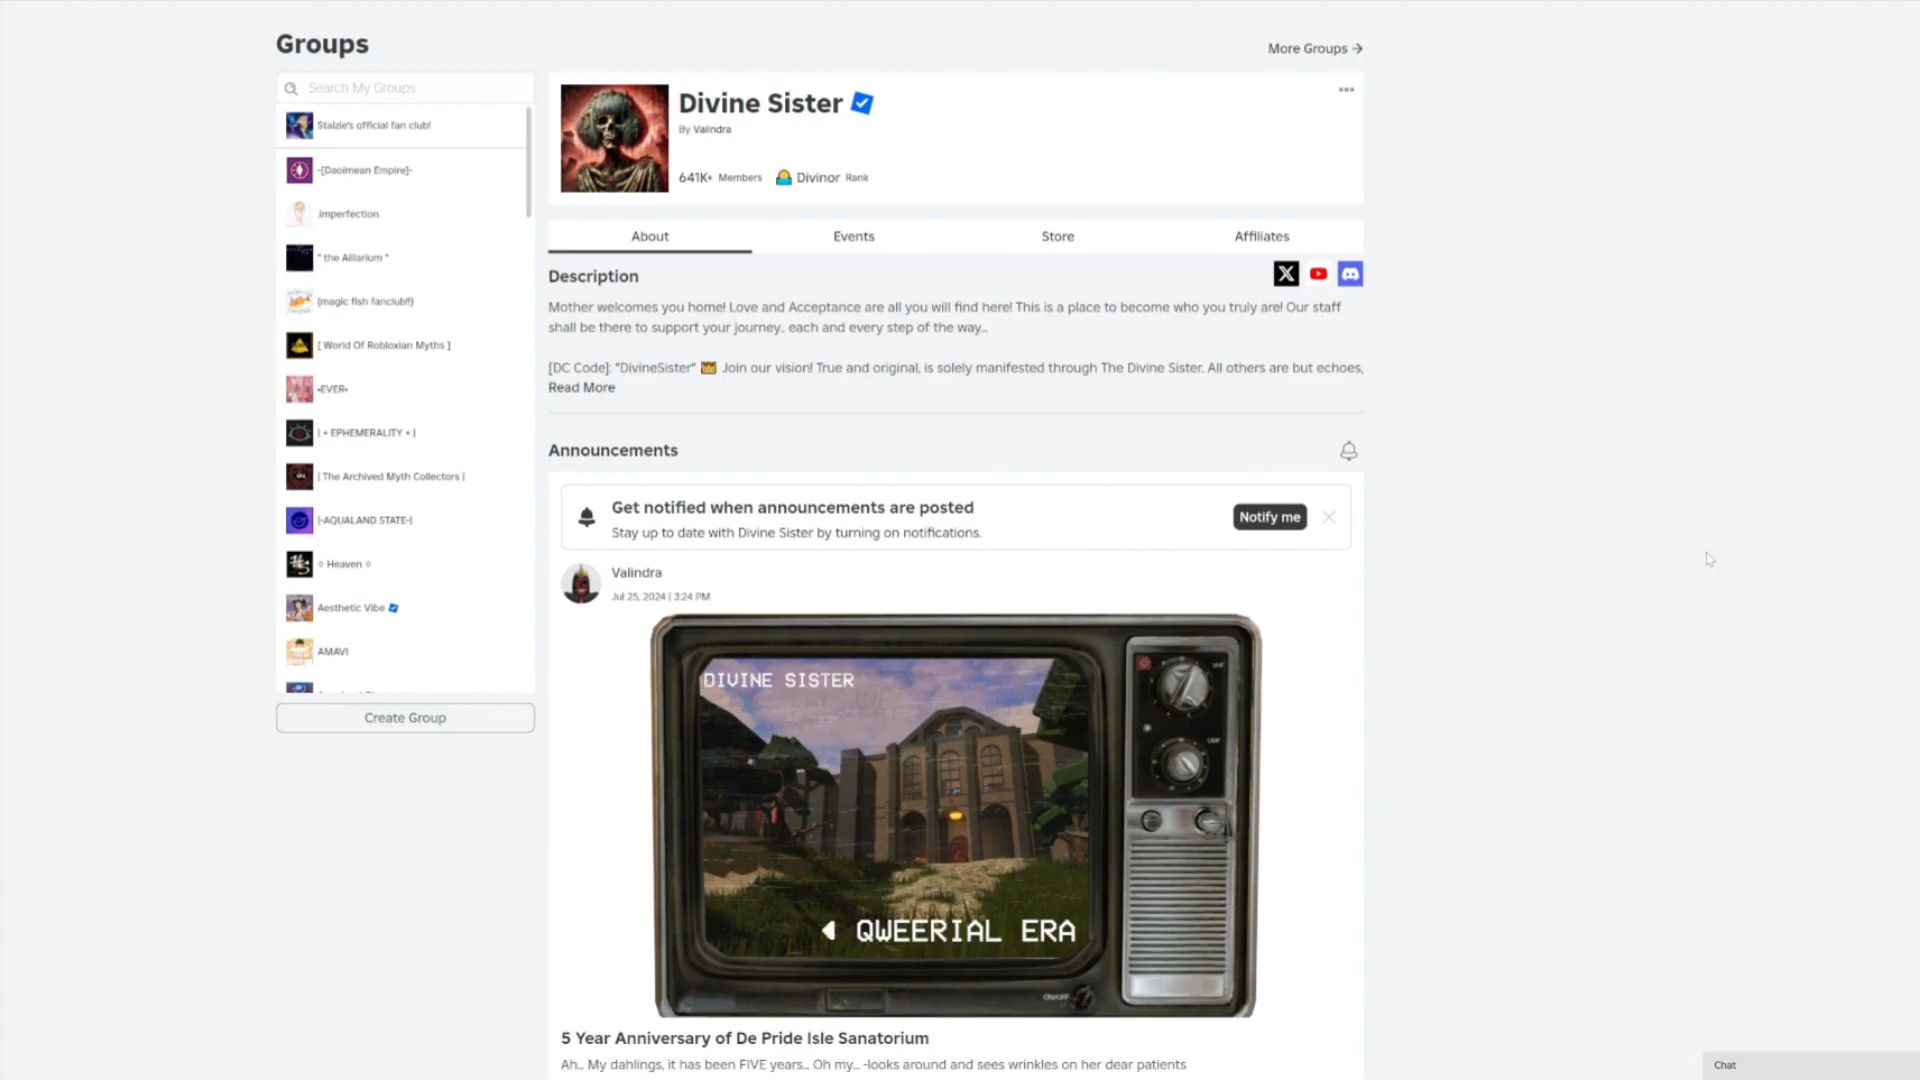 Groups
More Groups →
Search My Groups
Stalzie's official fan club!
-[Daolmean Empire]-
.imperfection
" the Alilarium "
(magic fish fanclub!!)
[ World Of Robloxian Myths ]
•EVER•
| + EPHEMERALITY + |
| The Archived Myth Collectors |
|-AQUALAND STATE-|
◊ Heaven ◊
Aesthetic Vibe
AMAVI
Create Group
Divine Sister
By Valindra
641K+ Members Divinor Rank
About Events Store Affiliates
Description
Mother welcomes you home! Love and Acceptance are all you will find here! This is a place to become who you truly are! Our staff
shall be there to support your journey.. each and every step of the way...
[DC Code]: "DivineSister" 👑 Join our vision! True and original, is solely manifested through The Divine Sister. All others are but echoes,
Read More
Announcements
Get notified when announcements are posted
Stay up to date with Divine Sister by turning on notifications.
Notify me
Valindra
Jul 25, 2024 | 3:24 PM
DIVINE SISTER
VHF
UHF
QWEERIAL ERA
ON/OFF
5 Year Anniversary of De Pride Isle Sanatorium
Ah... My dahlings, it has been FIVE years... Oh my... -looks around and sees wrinkles on her dear patients
Chat